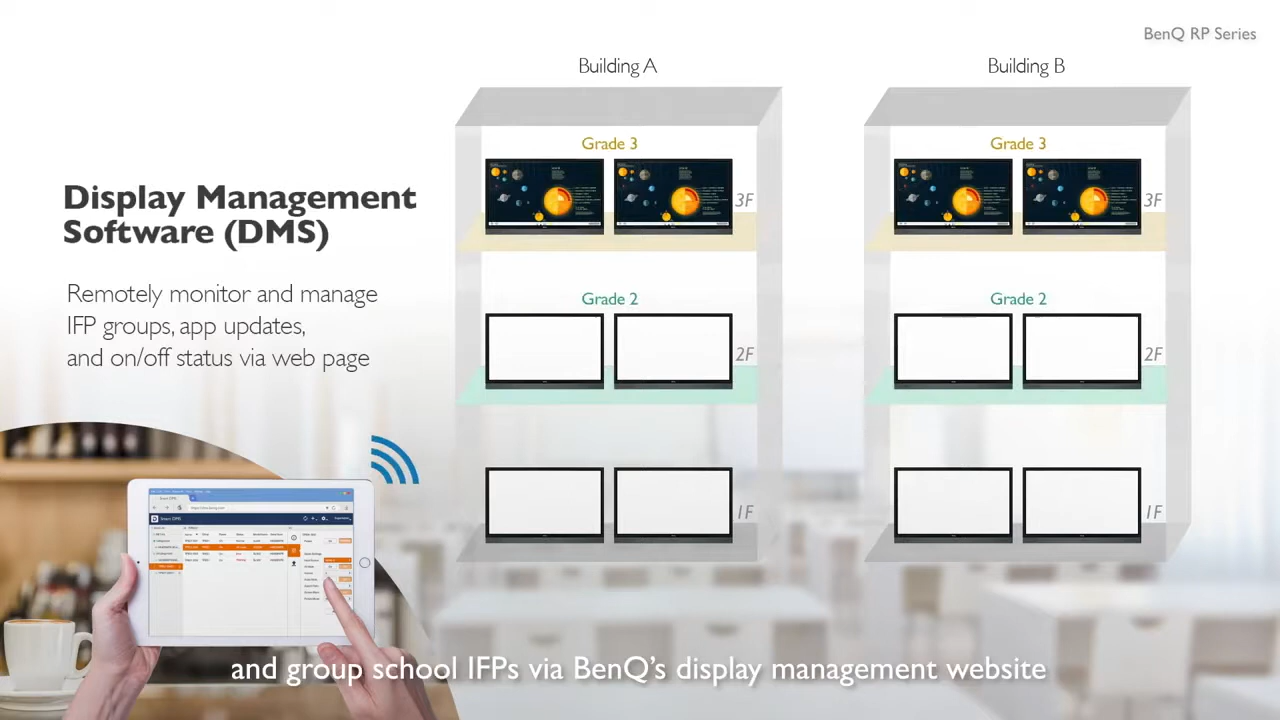 BenQ RP Series
Building A
Building B
Grade 3
Grade 3
3F
3F
Display Management
Software (DMS)
Remotely monitor and manage
IFP groups, app updates,
and on/off status via web page
Grade 2
Grade 2
2F
2F
1F
1F
and group school IFPs via BenQ's display management website